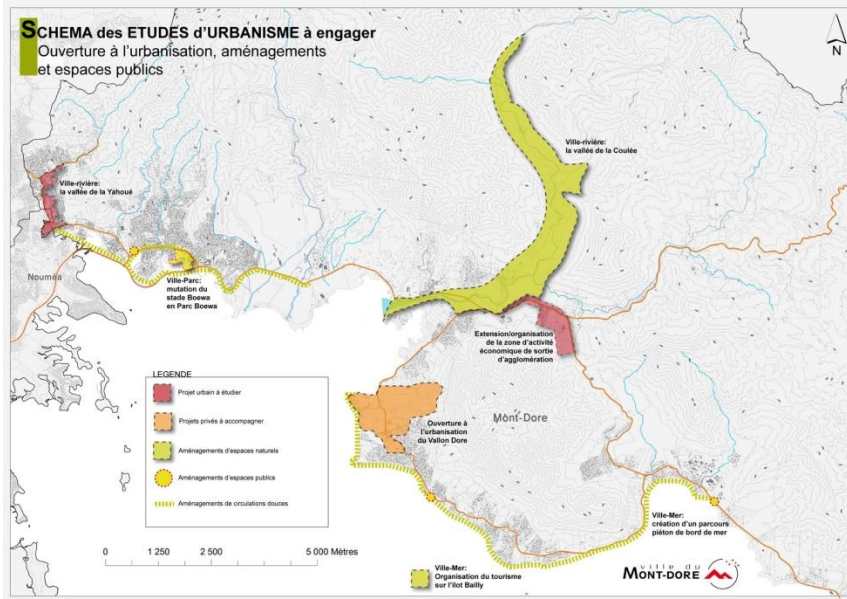 SCHEMA des ETUDES d'URBANISME à engager
Ouverture à l'urbanisation, aménagements
et espaces publics
N
Ville-rivière:
la vallée de la Coulée
Ville-rivière:
la vallée de la Yahoué
Nouméa
Ville-Parc:
mutation du
stade Boewa
en Parc Boewa
Extension/organisation
de la zone d'activité
économique de sortie
d'agglomération
LEGENDE
Projet urbain à étudier
Projets privés à accompagner
Aménagements d'espaces naturels
Aménagements d'espaces publics
Aménagements de circulations douces
Mont-Dore
Ouverture à
l'urbanisation
du Vallon Dore
0 1 250 2 500 5 000 Mètres
Ville-Mer:
création d'un parcours
piéton de bord de mer
Ville-Mer:
Organisation du tourisme
sur l'îlot Bailly
ville du
MONT-DORE